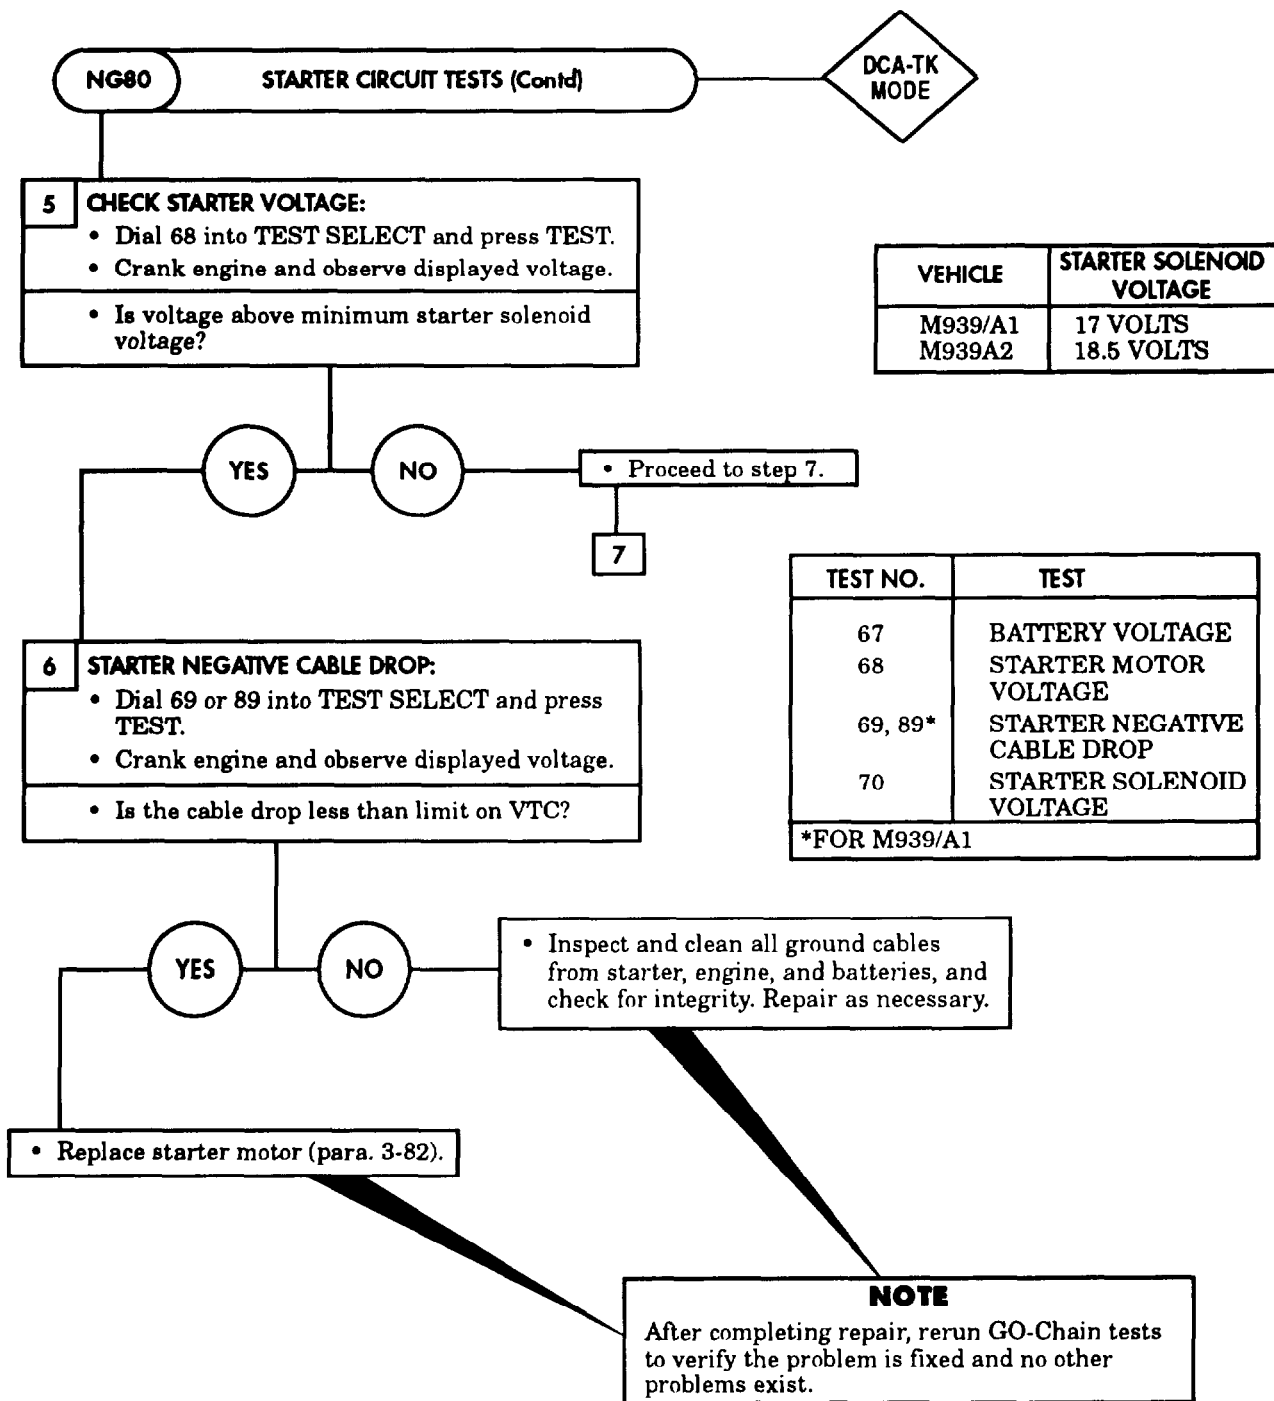 NG80 STARTER CIRCUIT TESTS (Contd)
DCA-TK
MODE
5 CHECK STARTER VOLTAGE:
• Dial 68 into TEST SELECT and press TEST.
• Crank engine and observe displayed voltage.
• Is voltage above minimum starter solenoid
voltage?
VEHICLE STARTER SOLENOID
VOLTAGE
M939/A1 17 VOLTS
M939A2 18.5 VOLTS
YES NO • Proceed to step 7.
7
TEST NO. TEST
67 BATTERY VOLTAGE
68 STARTER MOTOR
VOLTAGE
69, 89* STARTER NEGATIVE
CABLE DROP
70 STARTER SOLENOID
VOLTAGE
*FOR M939/A1
6 STARTER NEGATIVE CABLE DROP:
• Dial 69 or 89 into TEST SELECT and press
TEST.
• Crank engine and observe displayed voltage.
• Is the cable drop less than limit on VTC?
YES NO
• Inspect and clean all ground cables
from starter, engine, and batteries, and
check for integrity. Repair as necessary.
• Replace starter motor (para. 3-82).
NOTE
After completing repair, rerun GO-Chain tests
to verify the problem is fixed and no other
problems exist.